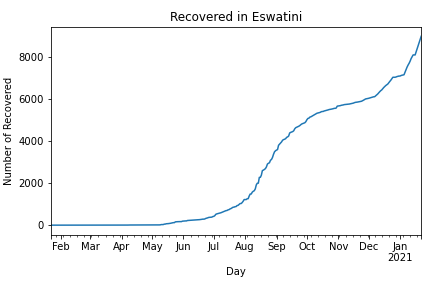 Recovered in Eswatini
Number of Recovered
8000
6000
4000
2000
0
Feb Mar Apr May Jun Jul Aug Sep Oct Nov Dec Jan
2021
Day